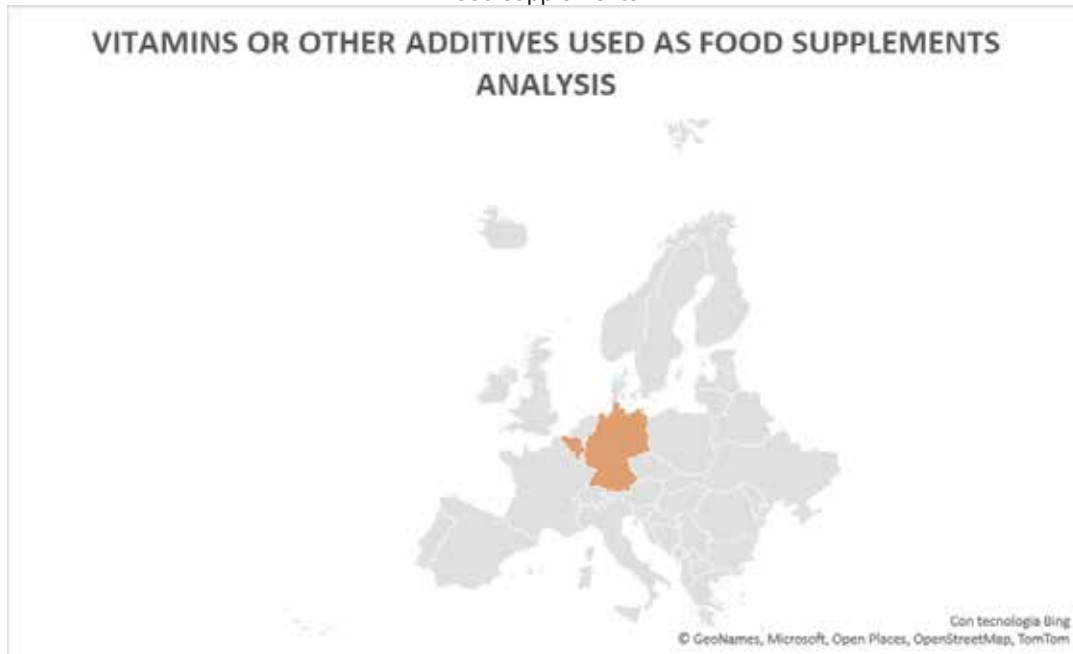 VITAMINS OR OTHER ADDITIVES USED AS FOOD SUPPLEMENTS
ANALYSIS
Con tecnologia Bing
© GeoNames, Microsoft, Open Places, OpenStreetMap, TomTom